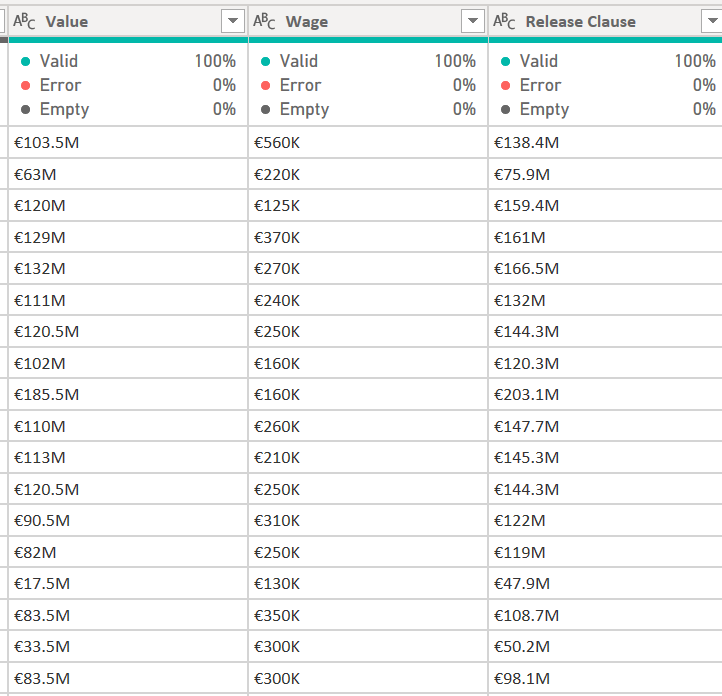 ABC Value ABC Wage ABC Release Clause
Valid 100% Valid 100% Valid 100%
Error 0% Error 0% Error 0%
Empty 0% Empty 0% Empty 0%
€103.5M €560K €138.4M
€63M €220K €75.9M
€120M €125K €159.4M
€129M €370K €161M
€132M €270K €166.5M
€111M €240K €132M
€120.5M €250K €144.3M
€102M €160K €120.3M
€185.5M €160K €203.1M
€110M €260K €147.7M
€113M €210K €145.3M
€120.5M €250K €144.3M
€90.5M €310K €122M
€82M €250K €119M
€17.5M €130K €47.9M
€83.5M €350K €108.7M
€33.5M €300K €50.2M
€83.5M €300K €98.1M